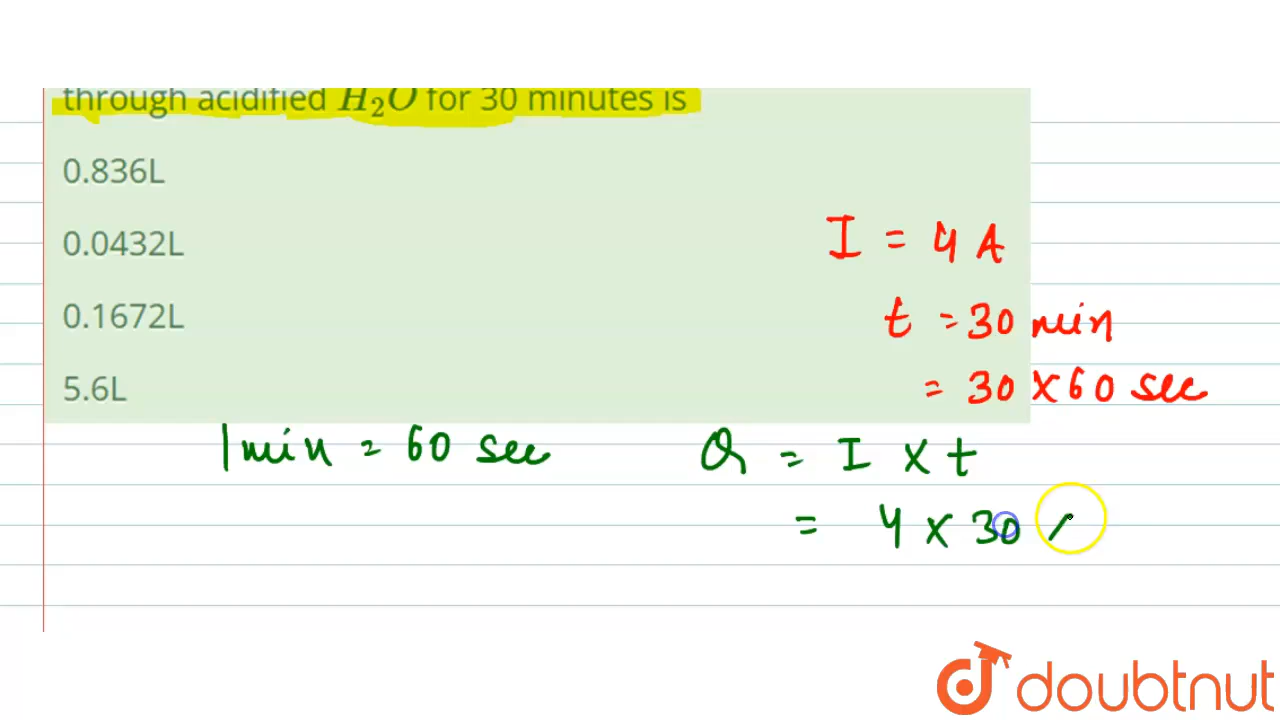 through acidified H₂O for 30 minutes is
0.836L
0.0432L
0.1672L
5.6L
I = 4 A
t = 30 min
= 30 × 60 sec
1 min = 60 sec
Q = I × t
= 4 × 30
doubtnut